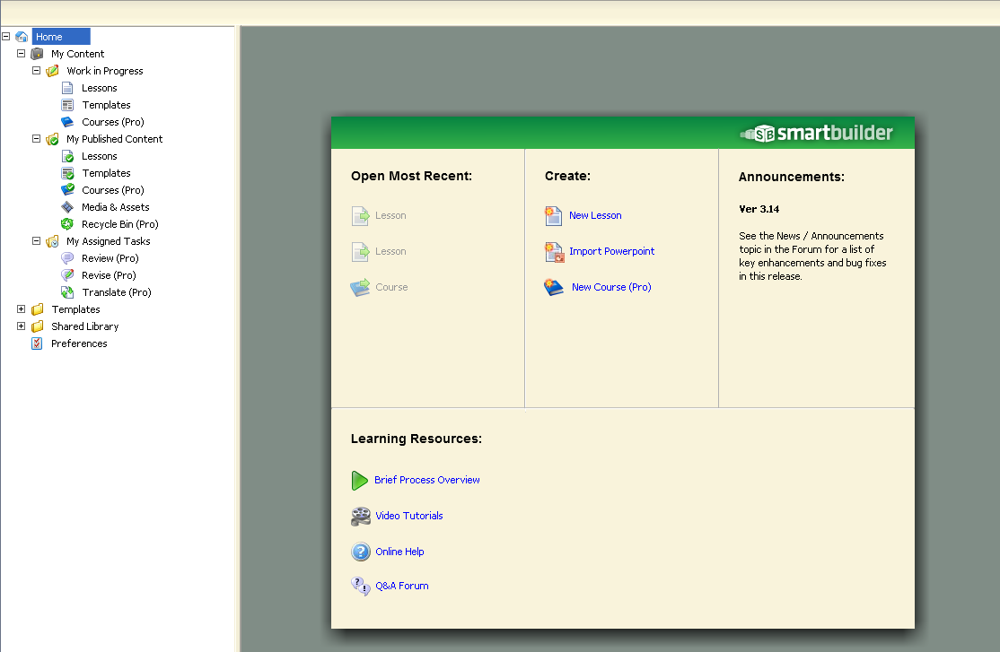 Home
My Content
Work in Progress
Lessons
Templates
Courses (Pro)
My Published Content
Lessons
Templates
Courses (Pro)
Media & Assets
Recycle Bin (Pro)
My Assigned Tasks
Review (Pro)
Revise (Pro)
Translate (Pro)
Templates
Shared Library
Preferences
SB smartbuilder
Open Most Recent:
Lesson
Lesson
Course
Create:
New Lesson
Import Powerpoint
New Course (Pro)
Announcements:
Ver 3.14
See the News / Announcements
topic in the Forum for a list of
key enhancements and bug fixes
in this release.
Learning Resources:
Brief Process Overview
Video Tutorials
Online Help
Q&A Forum